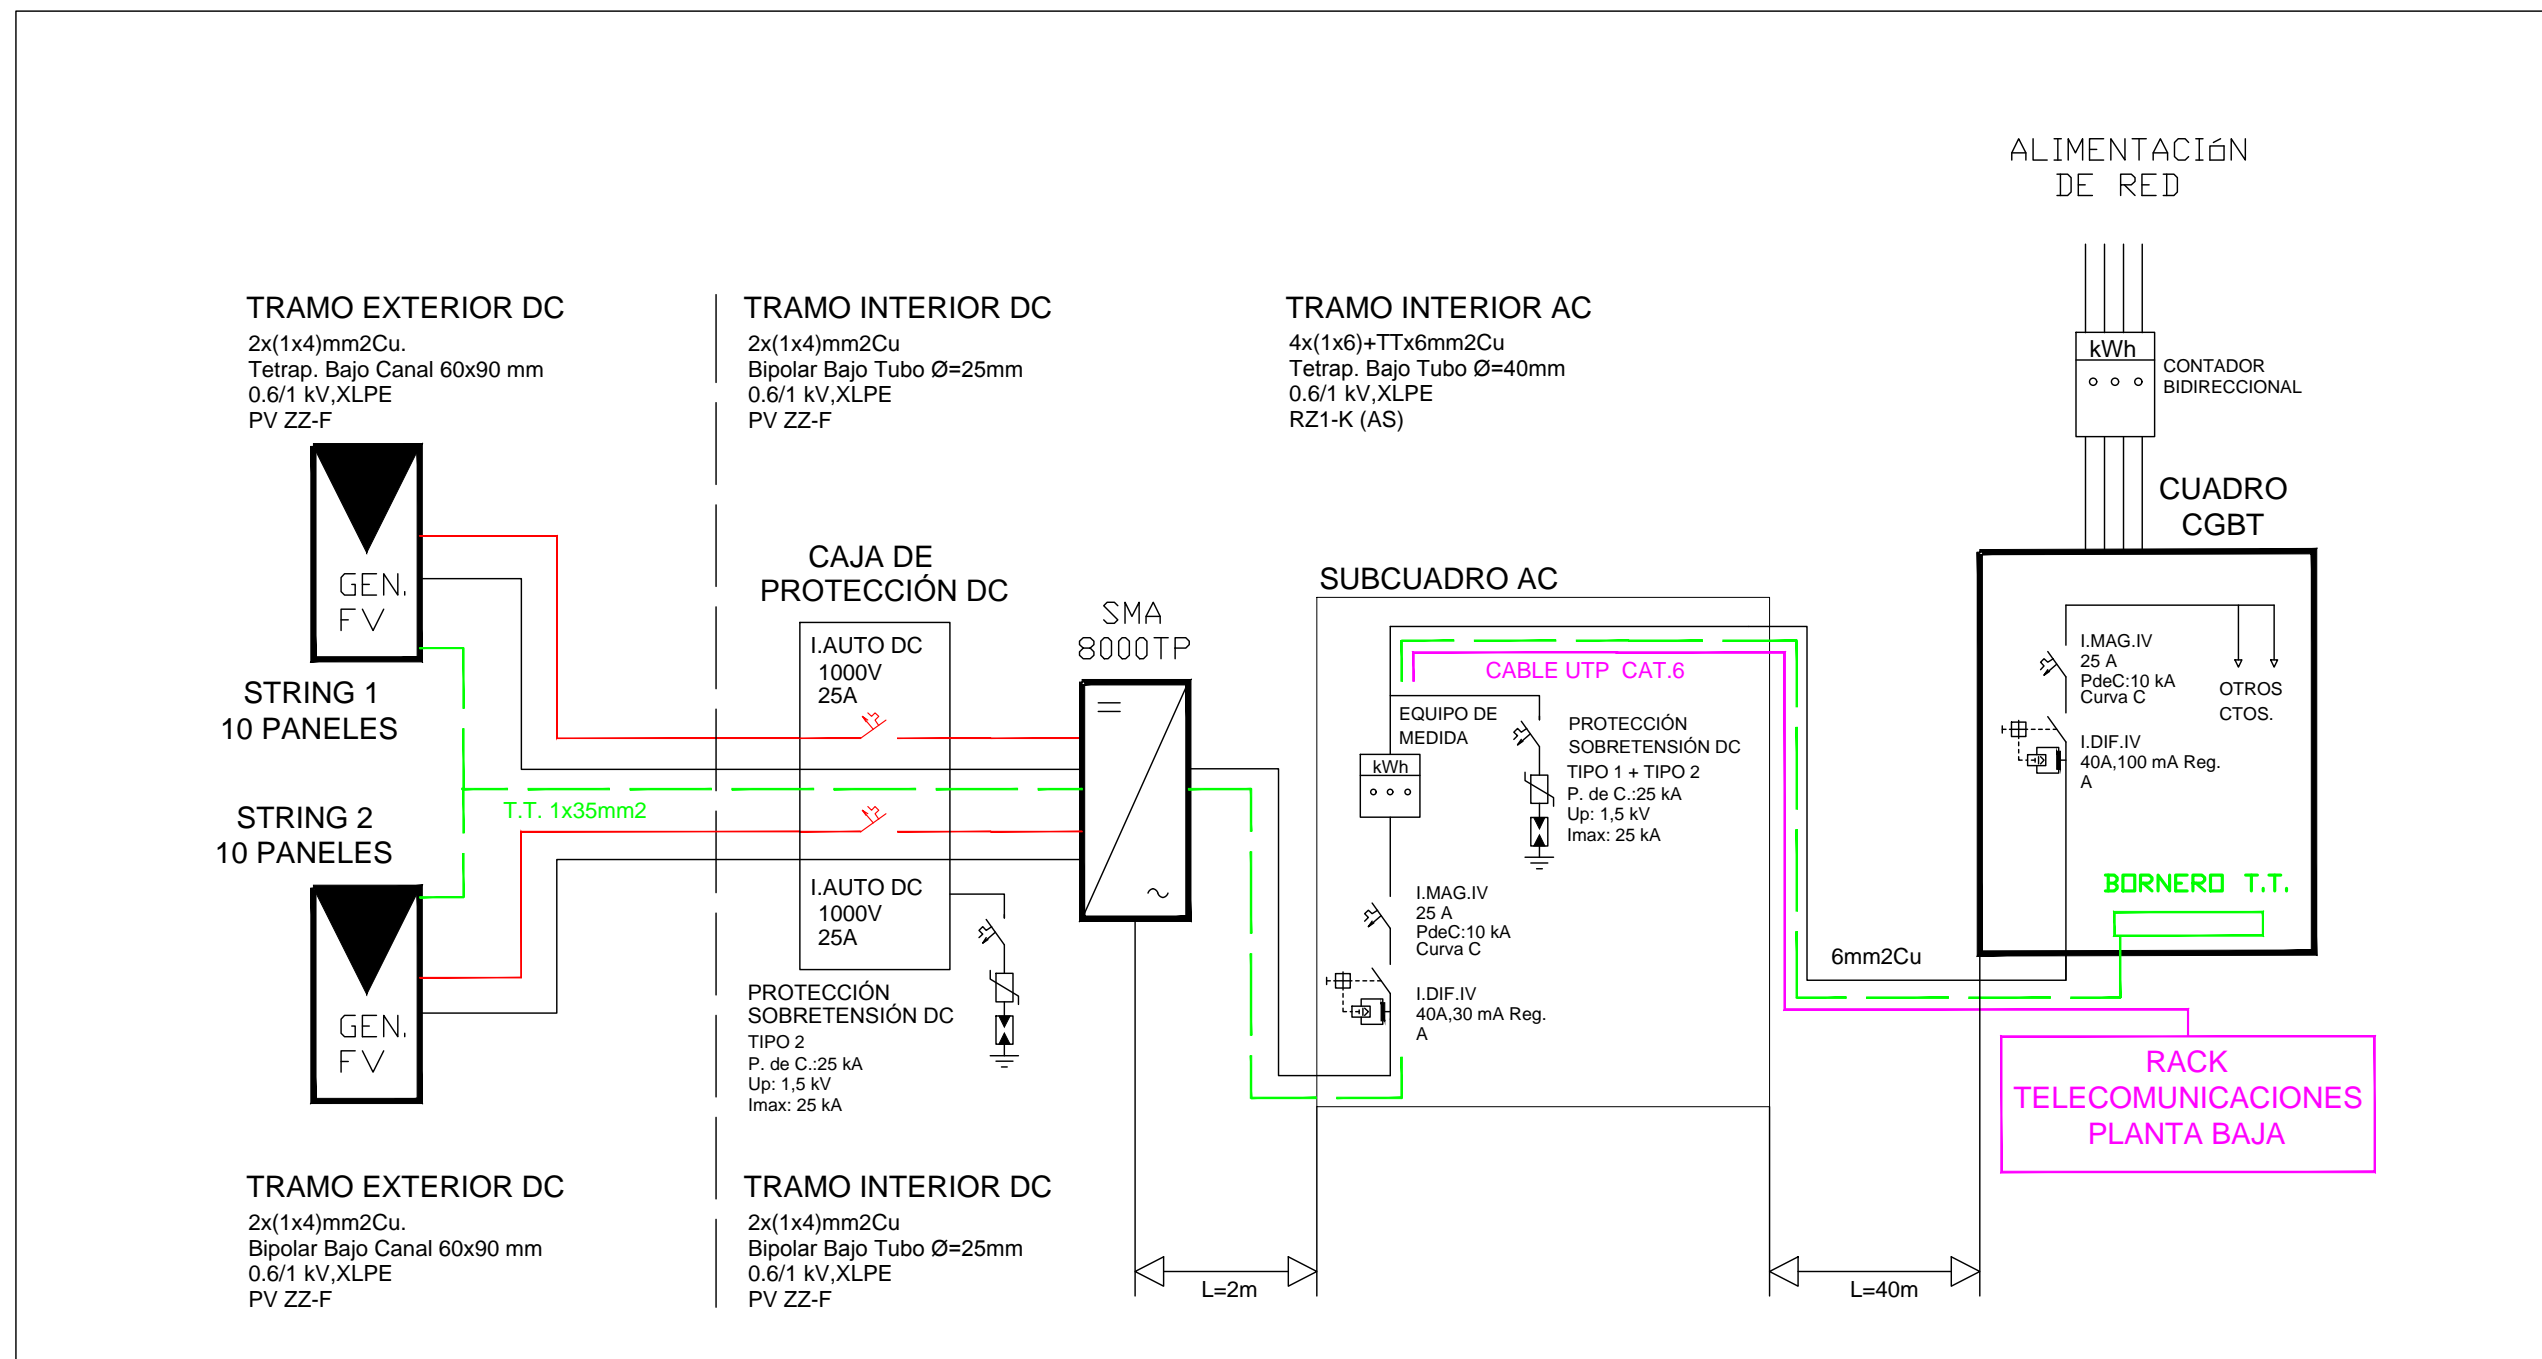 ALIMENTACIóN
DE RED
kWh
CONTADOR
BIDIRECCIONAL
TRAMO EXTERIOR DC
2x(1x4)mm2Cu.
Tetrap. Bajo Canal 60x90 mm
0.6/1 kV,XLPE
PV ZZ-F
TRAMO INTERIOR DC
2x(1x4)mm2Cu
Bipolar Bajo Tubo Ø=25mm
0.6/1 kV,XLPE
PV ZZ-F
TRAMO INTERIOR AC
4x(1x6)+TTx6mm2Cu
Tetrap. Bajo Tubo Ø=40mm
0.6/1 kV,XLPE
RZ1-K (AS)
GEN.
FV
STRING 1
10 PANELES
T.T. 1x35mm2
STRING 2
10 PANELES
GEN.
FV
CAJA DE
PROTECCIÓN DC
I.AUTO DC
1000V
25A
I.AUTO DC
1000V
25A
PROTECCIÓN
SOBRETENSIÓN DC
TIPO 2
P. de C.:25 kA
Up: 1,5 kV
Imax: 25 kA
SMA
8000TP
SUBCUADRO AC
CABLE UTP CAT.6
EQUIPO DE
MEDIDA
kWh
PROTECCIÓN
SOBRETENSIÓN DC
TIPO 1 + TIPO 2
P. de C.:25 kA
Up: 1,5 kV
Imax: 25 kA
I.MAG.IV
25 A
PdeC:10 kA
Curva C
I.DIF.IV
40A,30 mA Reg.
A
CUADRO
CGBT
I.MAG.IV
25 A
PdeC:10 kA
Curva C
OTROS
CTOS.
I.DIF.IV
40A,100 mA Reg.
A
BORNERO T.T.
6mm2Cu
RACK
TELECOMUNICACIONES
PLANTA BAJA
TRAMO EXTERIOR DC
2x(1x4)mm2Cu.
Bipolar Bajo Canal 60x90 mm
0.6/1 kV,XLPE
PV ZZ-F
TRAMO INTERIOR DC
2x(1x4)mm2Cu
Bipolar Bajo Tubo Ø=25mm
0.6/1 kV,XLPE
PV ZZ-F
L=2m
L=40m